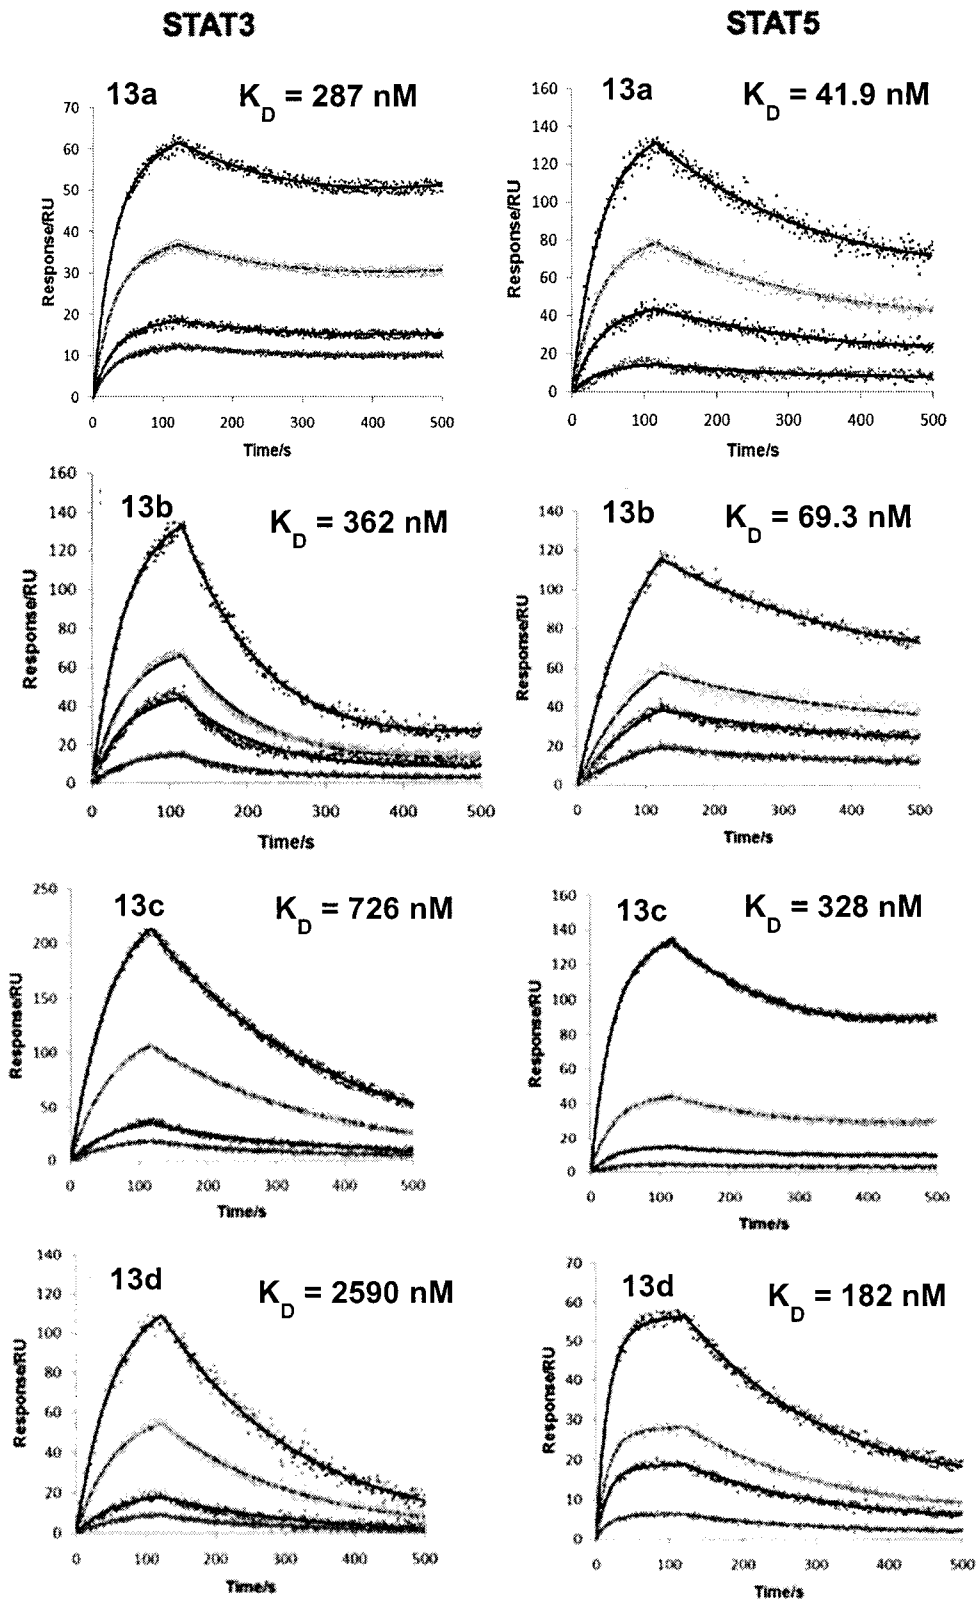 STAT3 STAT5
13a K_D = 287 nM
Response/RU
70
60
50
40
30
20
10
0
0 100 200 300 400 500
Time/s
13a K_D = 41.9 nM
Response/RU
160
140
120
100
80
60
40
20
0
0 100 200 300 400 500
Time/s
13b K_D = 362 nM
Response/RU
160
140
120
100
80
60
40
20
0
0 100 200 300 400 500
Time/s
13b K_D = 69.3 nM
Response/RU
140
120
100
80
60
40
20
0
0 100 200 300 400 500
Time/s
13c K_D = 726 nM
Response/RU
250
200
150
100
50
0
0 100 200 300 400 500
Time/s
13c K_D = 328 nM
Response/RU
160
140
120
100
80
60
40
20
0
0 100 200 300 400 500
Time/s
13d K_D = 2590 nM
Response/RU
140
120
100
80
60
40
20
0
0 100 200 300 400 500
Time/s
13d K_D = 182 nM
Response/RU
70
60
50
40
30
20
10
0
0 100 200 300 400 500
Time/s